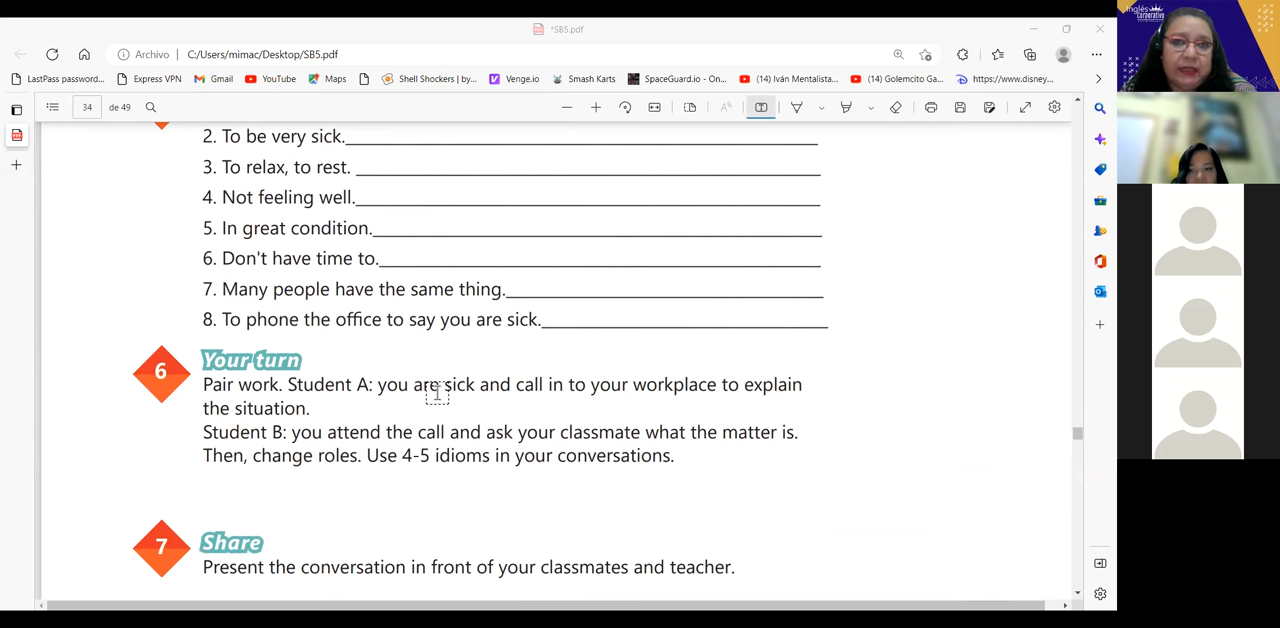 *SB5.pdf
Archivo | C:/Users/mimac/Desktop/SB5.pdf
LastPass password... Express VPN Gmail YouTube Maps Shell Shockers | by... Venge.io Smash Karts SpaceGuard.io - On... (14) Iván Mentalista... (14) Golemcito Ga... https://www.disney...
34 de 49
2. To be very sick.
3. To relax, to rest.
4. Not feeling well.
5. In great condition.
6. Don't have time to.
7. Many people have the same thing.
8. To phone the office to say you are sick.
6 Your turn
Pair work. Student A: you are sick and call in to your workplace to explain
the situation.
Student B: you attend the call and ask your classmate what the matter is.
Then, change roles. Use 4-5 idioms in your conversations.
7 Share
Present the conversation in front of your classmates and teacher.
Inglés
Corporativo